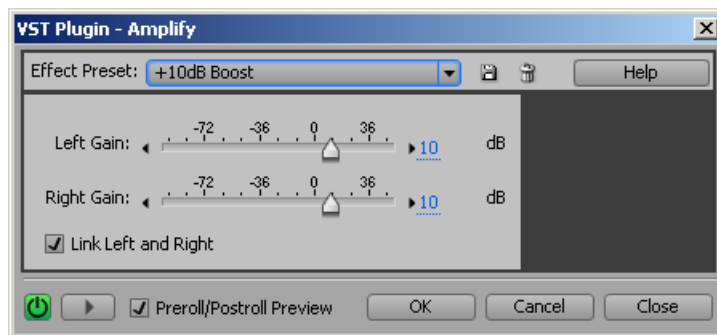 VST Plugin - Amplify
Effect Preset: +10dB Boost Help
-72 -36 0 36
Left Gain: 10 dB
-72 -36 0 36
Right Gain: 10 dB
Link Left and Right
Preroll/Postroll Preview OK Cancel Close